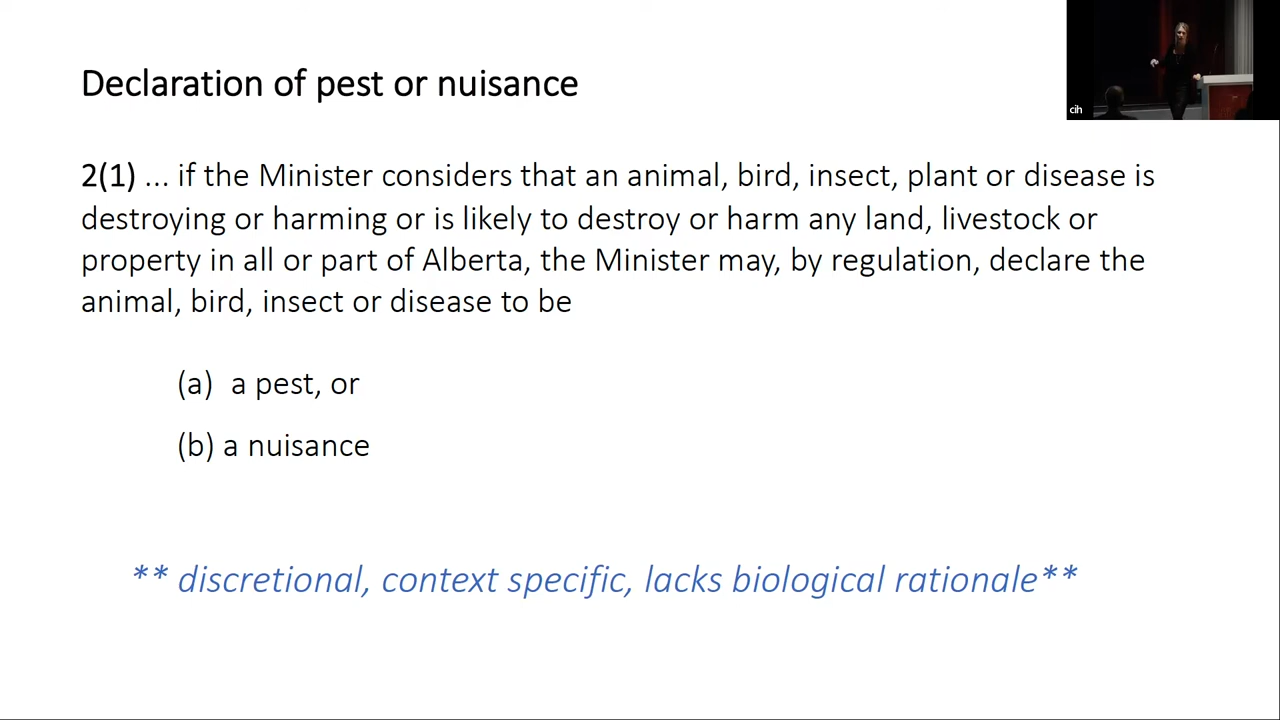 Declaration of pest or nuisance
cih
2(1) ... if the Minister considers that an animal, bird, insect, plant or disease is
destroying or harming or is likely to destroy or harm any land, livestock or
property in all or part of Alberta, the Minister may, by regulation, declare the
animal, bird, insect or disease to be
(a) a pest, or
(b) a nuisance
** discretional, context specific, lacks biological rationale**